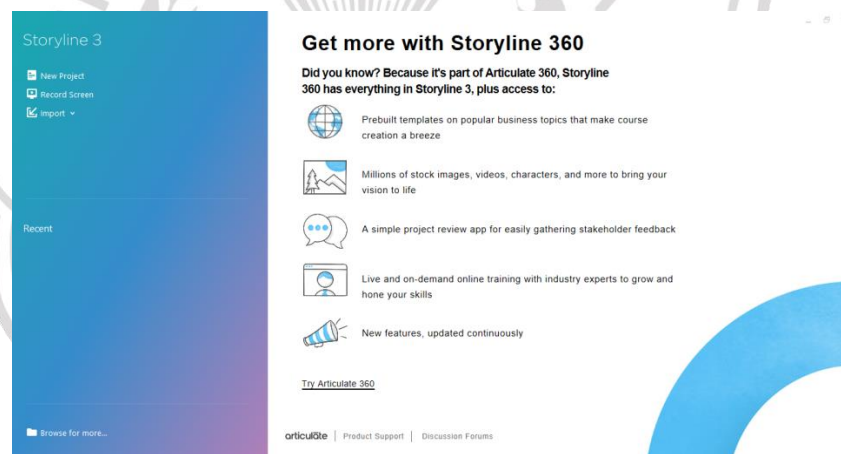 Storyline 3
New Project
Record Screen
Import
Recent
Browse for more...
Get more with Storyline 360
Did you know? Because it's part of Articulate 360, Storyline
360 has everything in Storyline 3, plus access to:
Prebuilt templates on popular business topics that make course
creation a breeze
Millions of stock images, videos, characters, and more to bring your
vision to life
A simple project review app for easily gathering stakeholder feedback
Live and on-demand online training with industry experts to grow and
hone your skills
New features, updated continuously
Try Articulate 360
articulate | Product Support | Discussion Forums